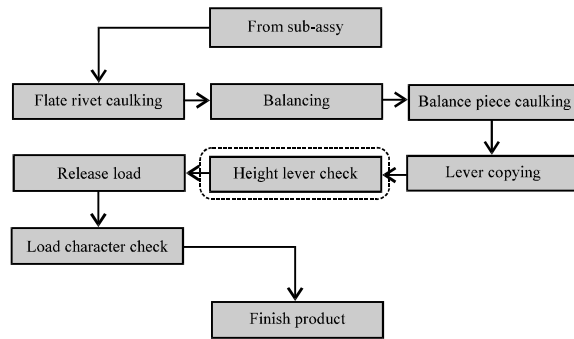 From sub-assy
Flate rivet caulking
Balancing
Balance piece caulking
Release load
Height lever check
Lever copying
Load character check
Finish product